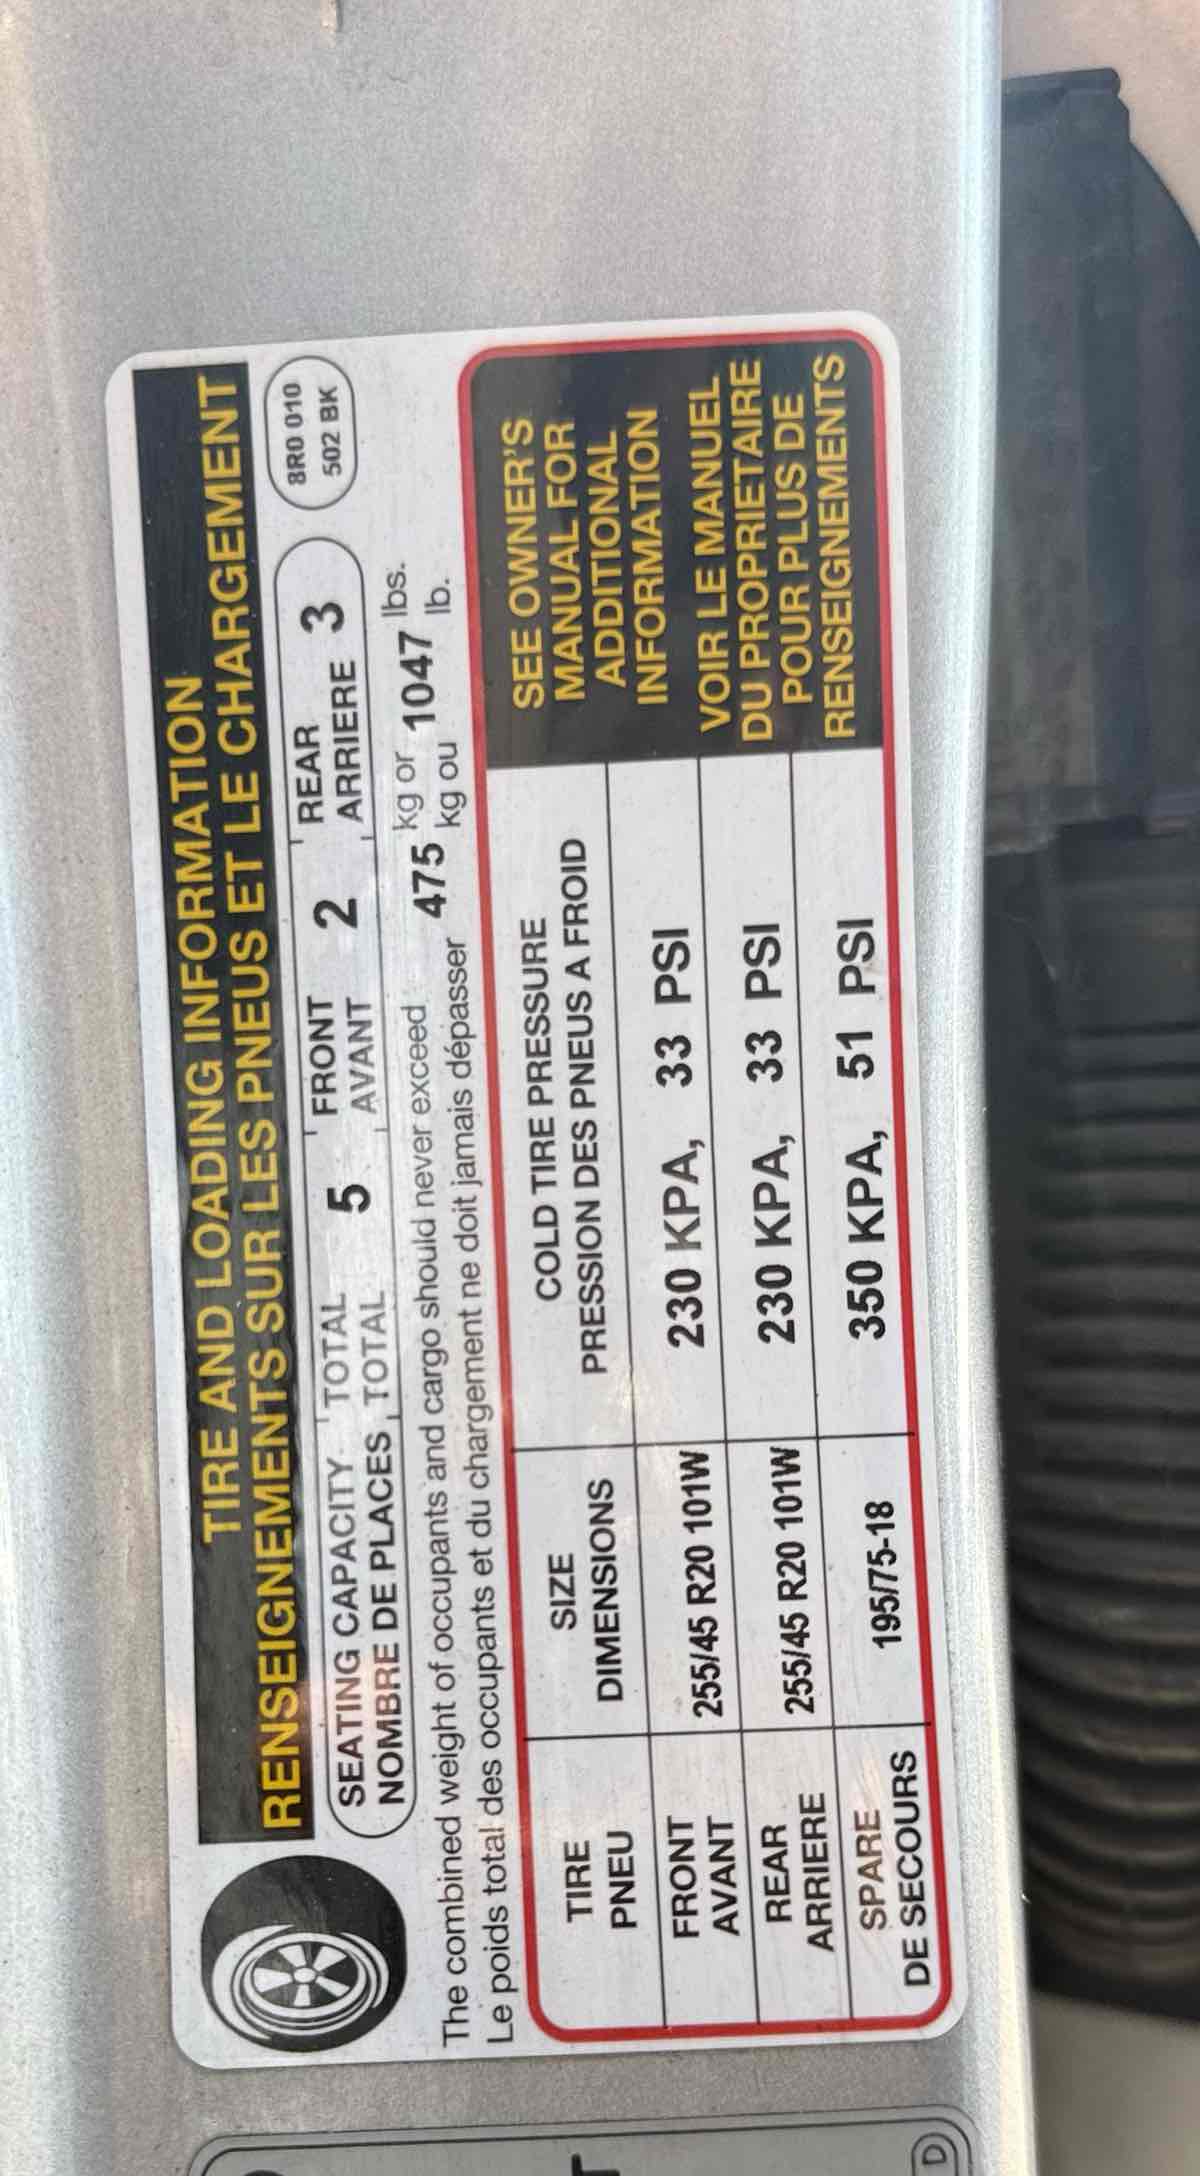 TIRE AND LOADING INFORMATION
RENSEIGNEMENTS SUR LES PNEUS ET LE CHARGEMENT
SEATING CAPACITY TOTAL 5 FRONT 2 REAR 3
NOMBRE DE PLACES TOTAL AVANT ARRIERE
8R0 010
502 BK
The combined weight of occupants and cargo should never exceed 475 kg or 1047 lbs.
Le poids total des occupants et du chargement ne doit jamais dépasser kg ou lb.
TIRE SIZE COLD TIRE PRESSURE
PNEU DIMENSIONS PRESSION DES PNEUS A FROID
FRONT 255/45 R20 101W 230 KPA, 33 PSI
AVANT
REAR 255/45 R20 101W 230 KPA, 33 PSI
ARRIERE
SPARE 195/75-18 350 KPA, 51 PSI
DE SECOURS
SEE OWNER'S
MANUAL FOR
ADDITIONAL
INFORMATION
VOIR LE MANUEL
DU PROPRIETAIRE
POUR PLUS DE
RENSEIGNEMENTS